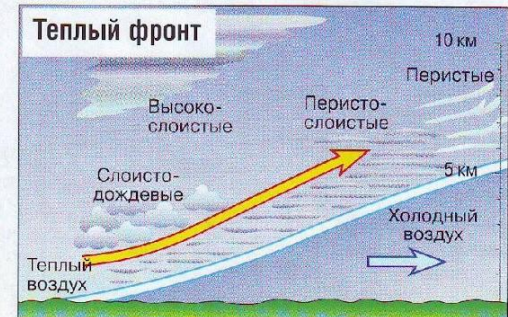 Теплый фронт
10 км
Перистые
Высоко-
слоистые
Перисто-
слоистые
Слоисто-
дождевые
5 км
Холодный
воздух
Теплый
воздух